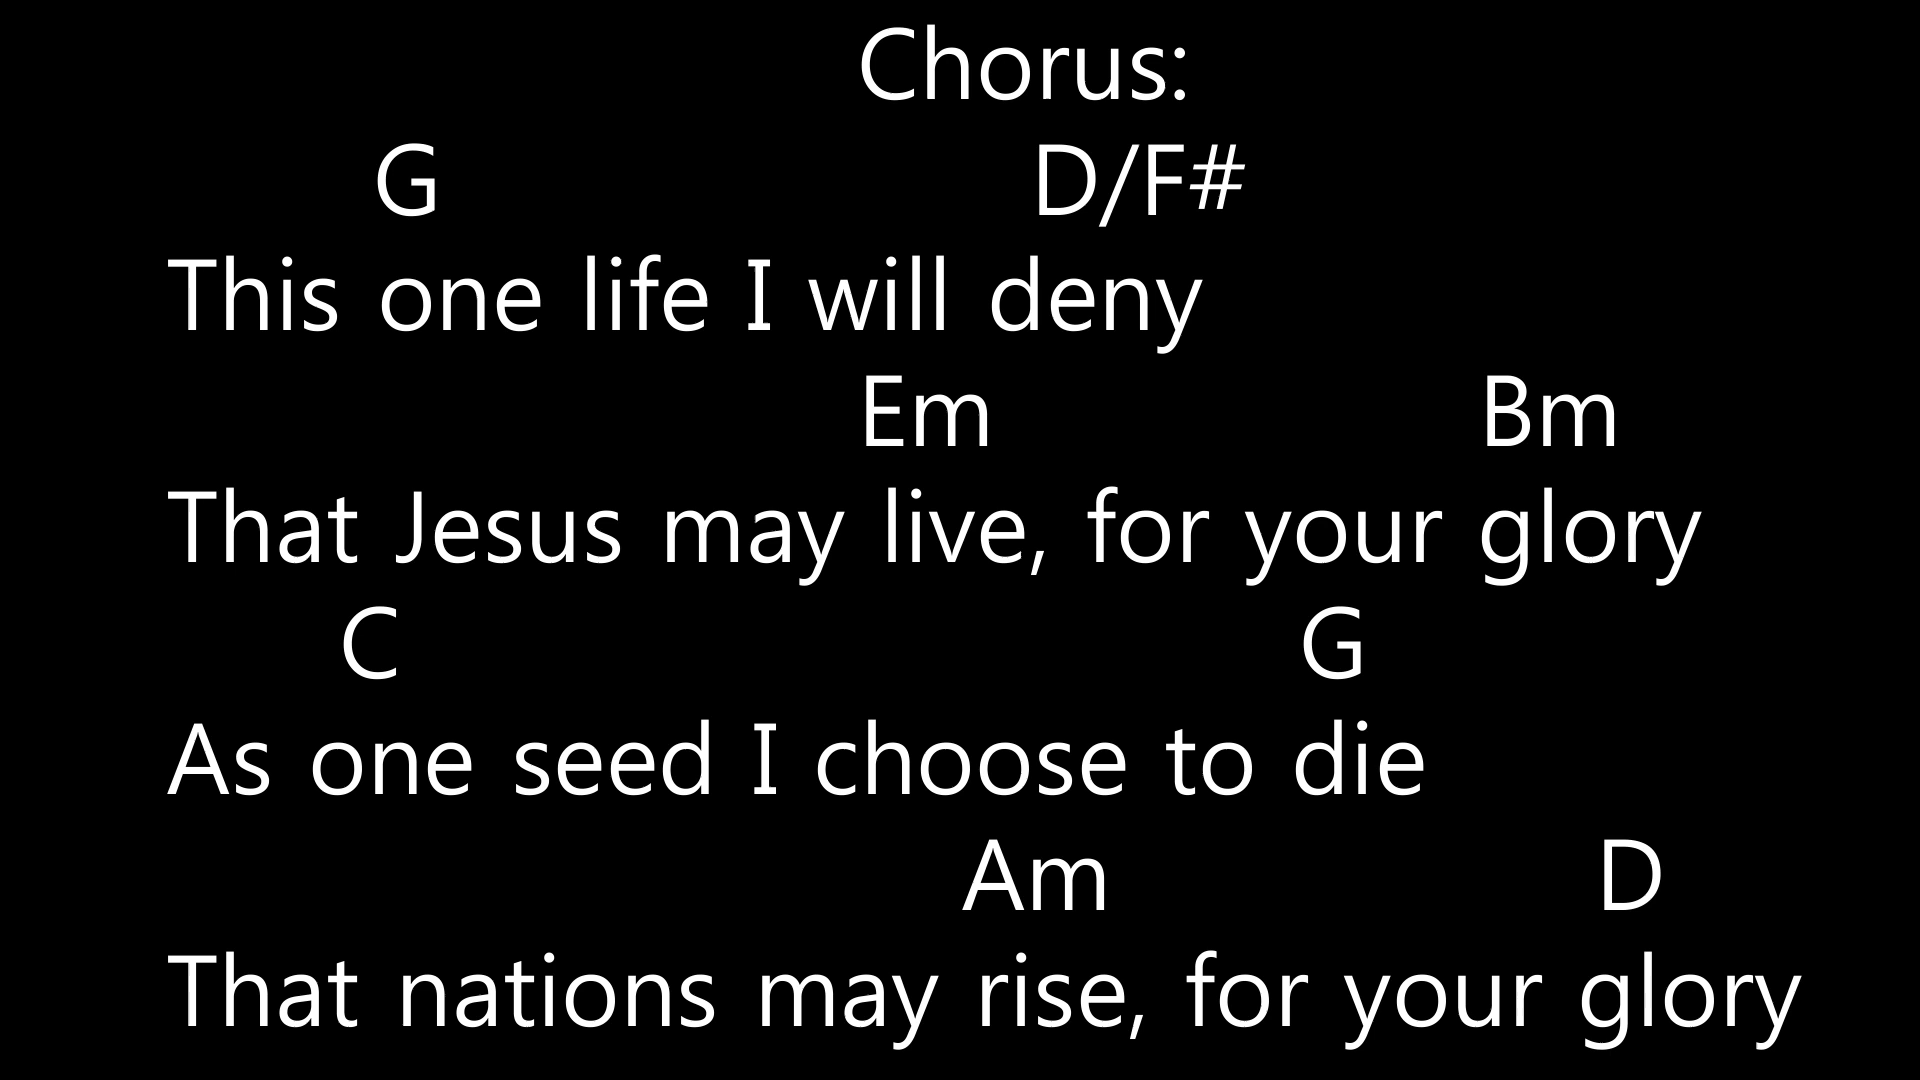 Chorus:
G D/F#
This one life I will deny
Em Bm
That Jesus may live, for your glory
C G
As one seed I choose to die
Am D
That nations may rise, for your glory